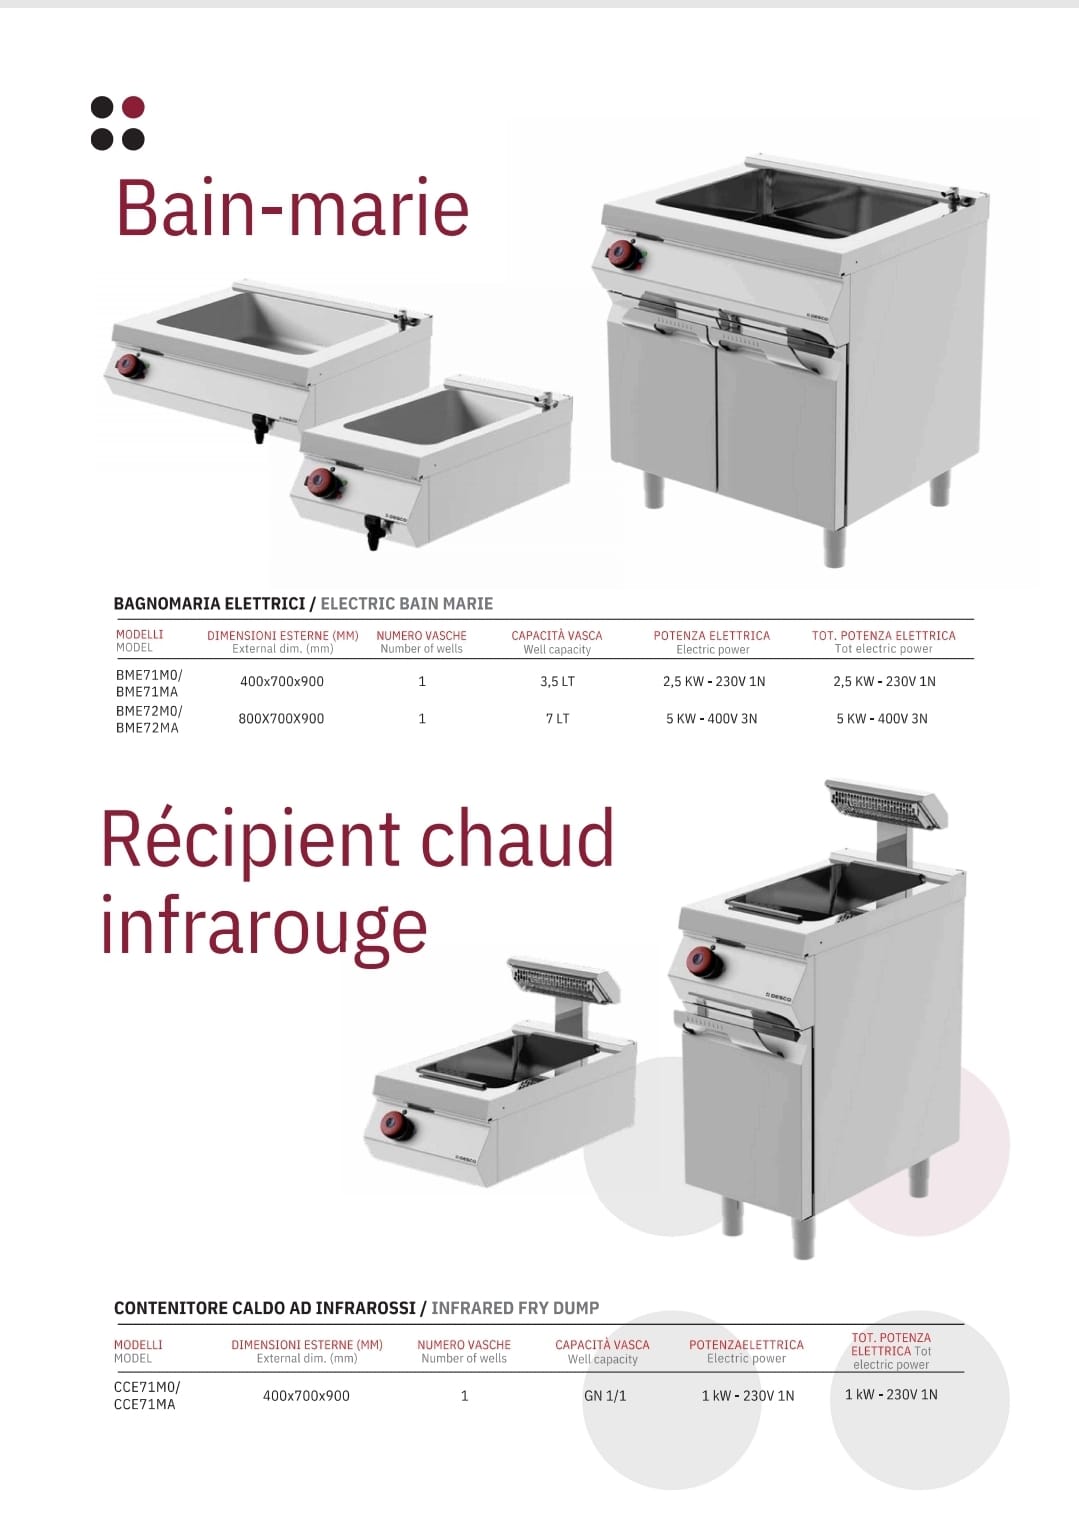 Bain-marie
DESCO
DESCO
DESCO
BAGNOMARIA ELETTRICI / ELECTRIC BAIN MARIE
MODELLI DIMENSIONI ESTERNE (MM) NUMERO VASCHE CAPACITÀ VASCA POTENZA ELETTRICA TOT. POTENZA ELETTRICA
MODEL External dim. (mm) Number of wells Well capacity Electric power Tot electric power
BME71M0/
BME71MA 400x700x900 1 3,5 LT 2,5 KW - 230V 1N 2,5 KW - 230V 1N
BME72M0/
BME72MA 800X700X900 1 7 LT 5 KW - 400V 3N 5 KW - 400V 3N
Récipient chaud
infrarouge
DESCO
DESCO
CONTENITORE CALDO AD INFRAROSSI / INFRARED FRY DUMP
MODELLI DIMENSIONI ESTERNE (MM) NUMERO VASCHE CAPACITÀ VASCA POTENZAELETTRICA TOT. POTENZA
MODEL External dim. (mm) Number of wells Well capacity Electric power ELETTRICA Tot
electric power
CCE71M0/
CCE71MA 400x700x900 1 GN 1/1 1 kW - 230V 1N 1 kW - 230V 1N